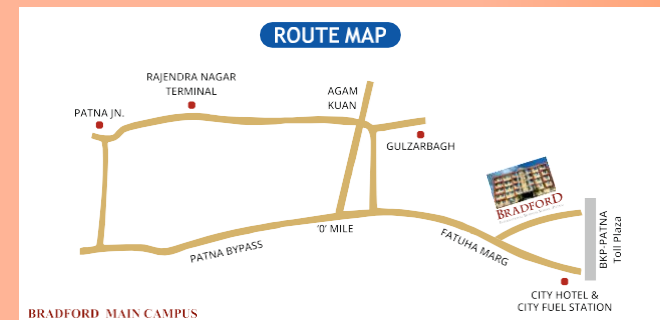 ROUTE MAP
RAJENDRA NAGAR
TERMINAL
AGAM
KUAN
PATNA JN.
GULZARBAGH
BRADFORD
'0' MILE
PATNA BYPASS
FATUHA MARG
BKP-PATNA
Toll Plaza
CITY HOTEL &
CITY FUEL STATION
BRADFORD MAIN CAMPUS